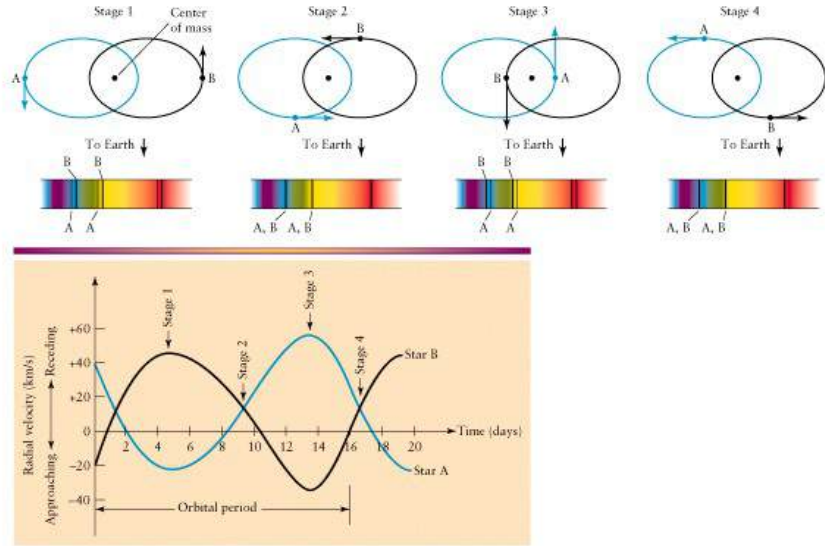 Stage 1
Center
of mass
A
B
To Earth
B
B
A
A
Stage 2
B
A
To Earth
A, B
A, B
Stage 3
B
A
To Earth
B
B
A
A
Stage 4
A
B
To Earth
A, B
A, B
Radial velocity (km/s)
Approaching
Receding
+60
+40
+20
0
−20
−40
Stage 1
Stage 2
Stage 3
Stage 4
Star B
Time (days)
2
4
6
8
10
12
14
16
18
20
Star A
Orbital period